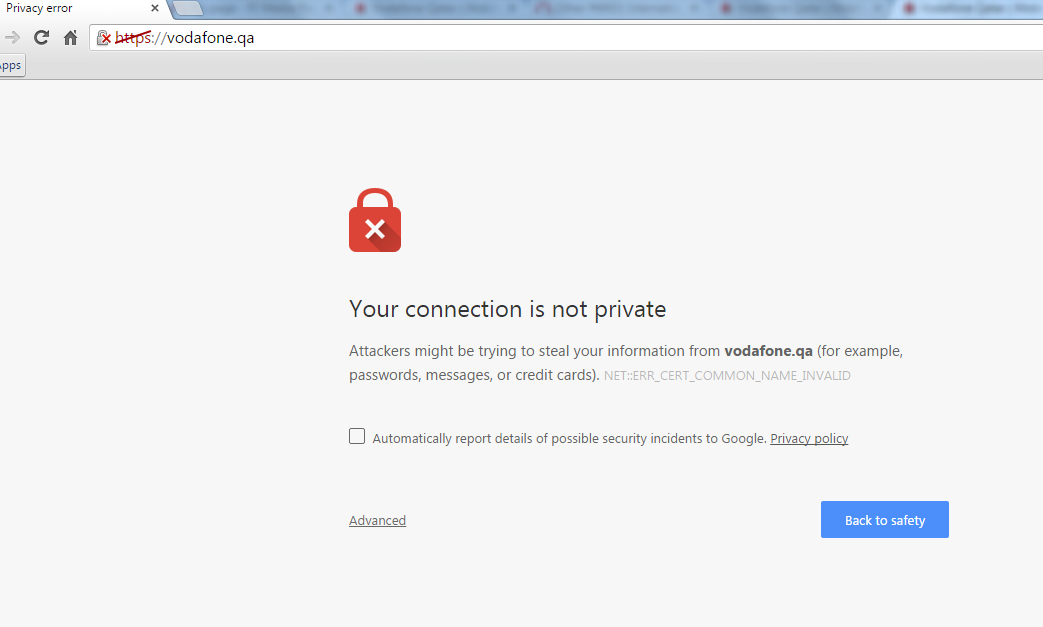 Privacy error
https://vodafone.qa
Apps
Your connection is not private
Attackers might be trying to steal your information from vodafone.qa (for example,
passwords, messages, or credit cards). NET::ERR_CERT_COMMON_NAME_INVALID
Automatically report details of possible security incidents to Google. Privacy policy
Advanced
Back to safety